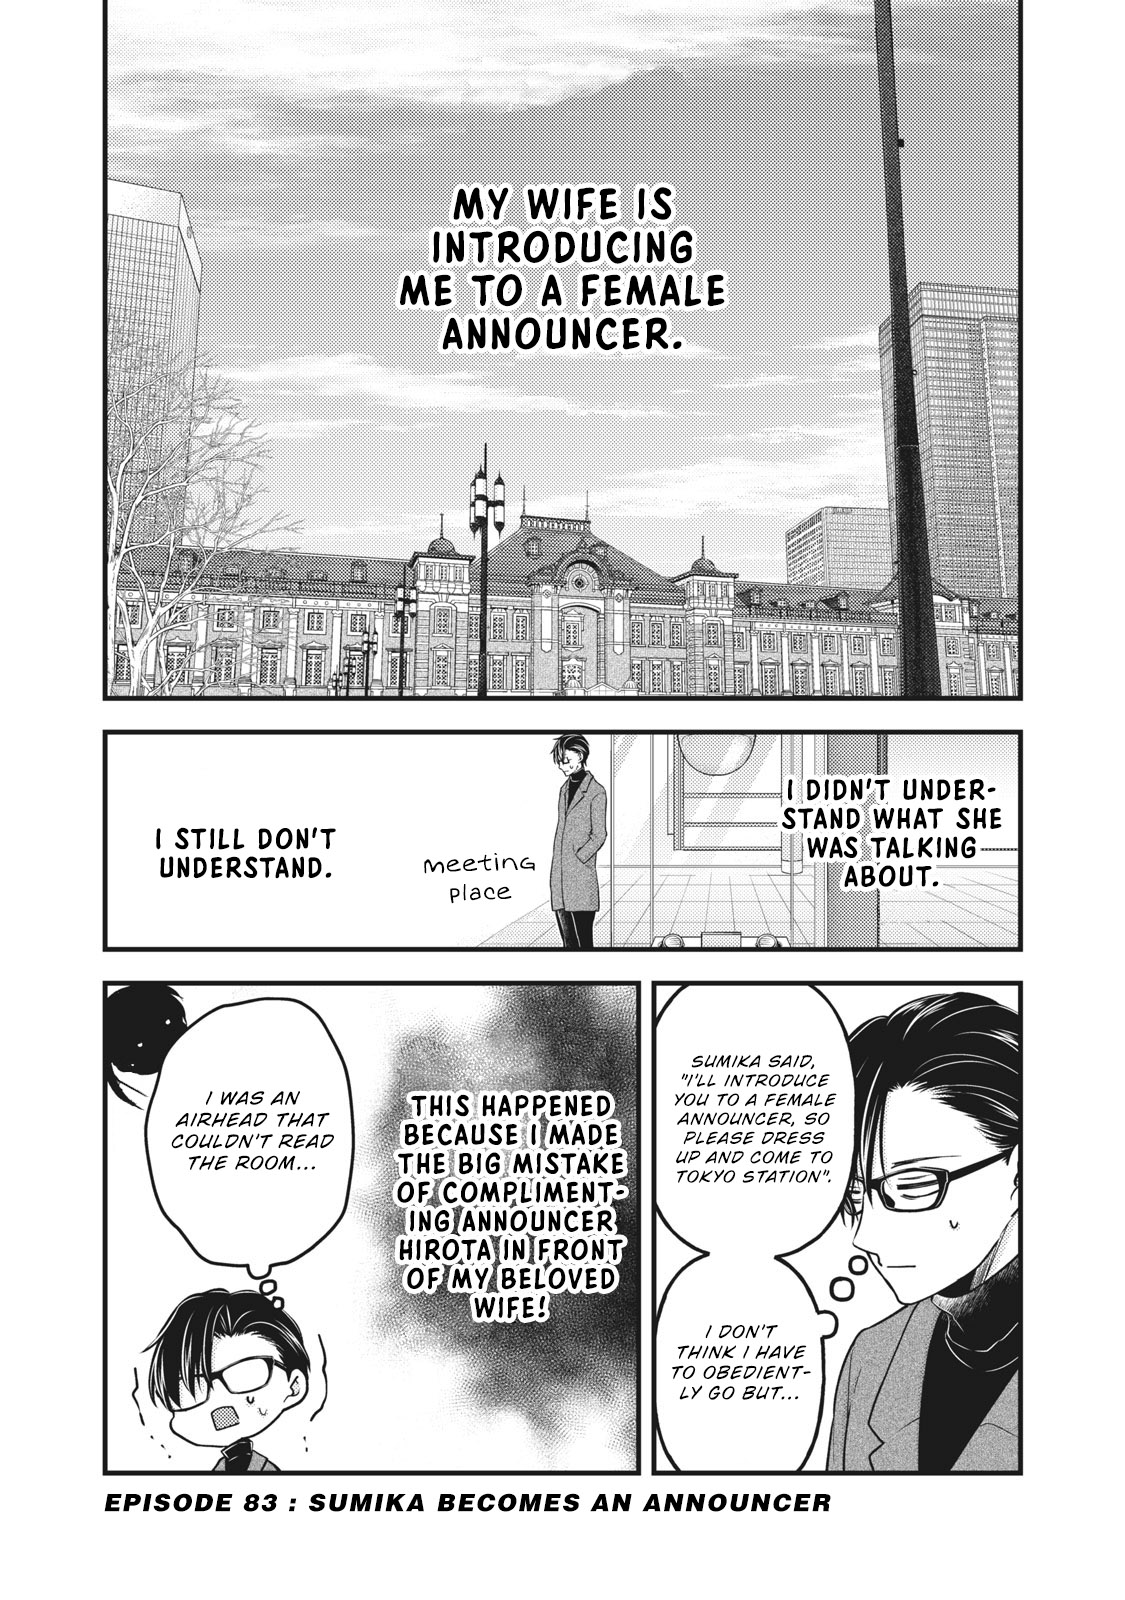 MY WIFE IS
INTRODUCING
ME TO A FEMALE
ANNOUNCER.
I DIDN'T UNDER-
STAND WHAT SHE
WAS TALKING
ABOUT.
meeting
place
I STILL DON'T
UNDERSTAND.
SUMIKA SAID,
"I'LL INTRODUCE
YOU TO A FEMALE
ANNOUNCER, SO
PLEASE DRESS
UP AND COME TO
TOKYO STATION".
I DON'T
THINK I HAVE
TO OBEDIENT-
LY GO BUT...
THIS HAPPENED
BECAUSE I MADE
THE BIG MISTAKE
OF COMPLIMENT-
ING ANNOUNCER
HIROTA IN FRONT
OF MY BELOVED
WIFE!
I WAS AN
AIRHEAD THAT
COULDN'T READ
THE ROOM...
EPISODE 83 : SUMIKA BECOMES AN ANNOUNCER